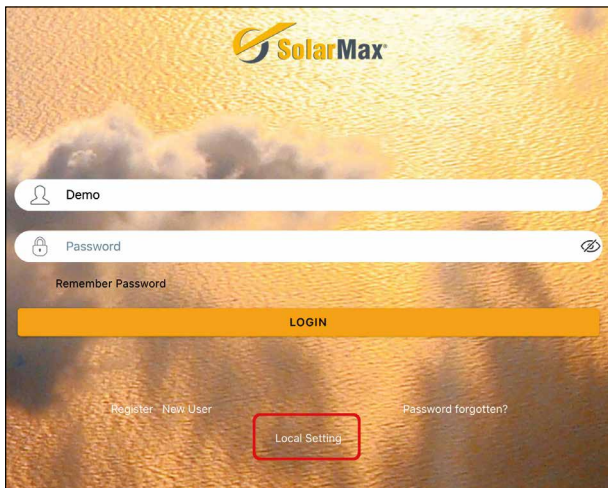 SolarMax®
Demo
Password
Remember Password
LOGIN
Register New User
Password forgotten?
Local Setting